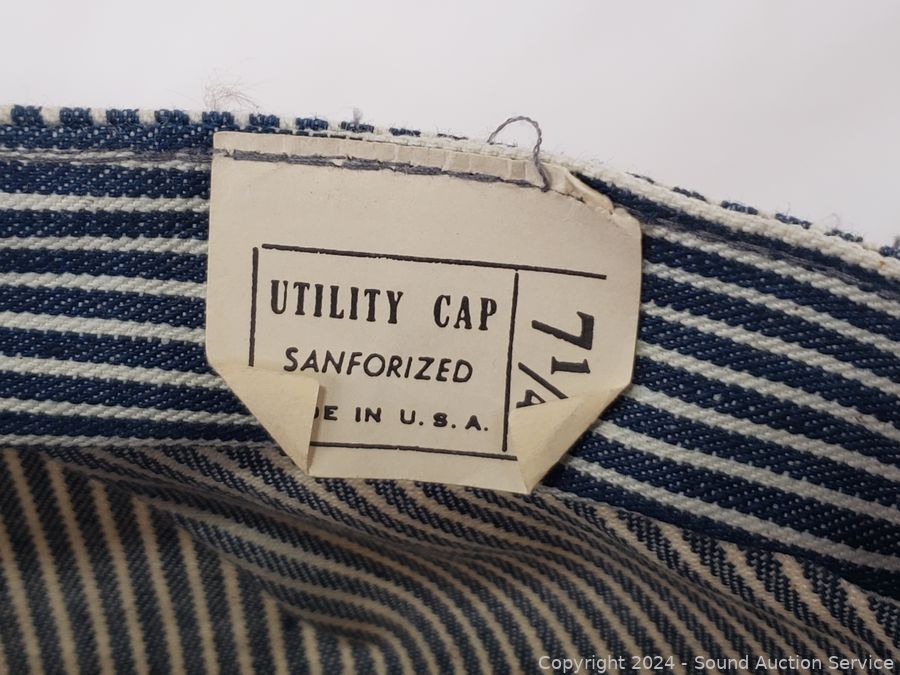 UTILITY CAP
SANFORIZED
DE IN U.S.A.
7 1/4
Copyright 2024 - Sound Auction Service